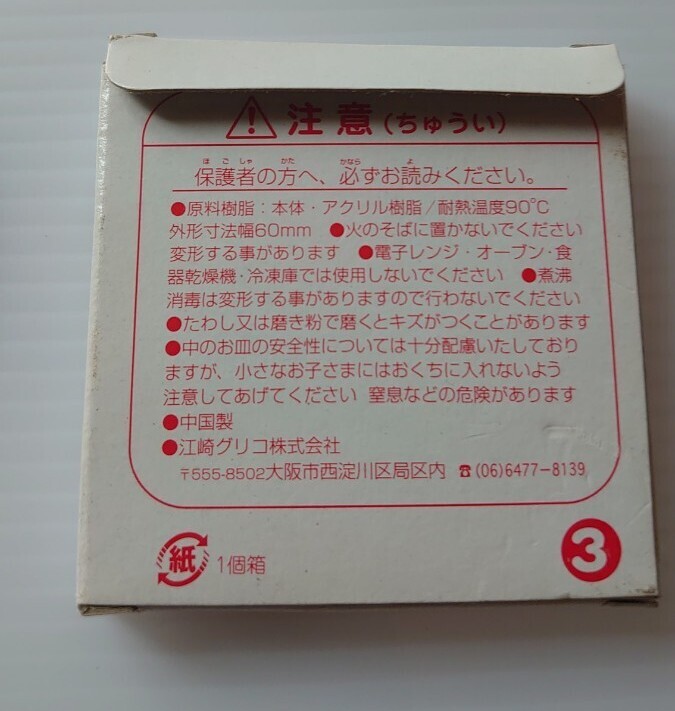 注意(ちゅうい)
ほごしゃ かた かなら よ
保護者の方へ、必ずお読みください。
●原料樹脂:本体・アクリル樹脂/耐熱温度90℃
外形寸法幅60mm ●火のそばに置かないでください
変形する事があります ●電子レンジ・オーブン・食
器乾燥機・冷凍庫では使用しないでください ●煮沸
消毒は変形する事がありますので行わないでください
●たわし又は磨き粉で磨くとキズがつくことがあります
●中のお皿の安全性については十分配慮いたしており
ますが、小さなお子さまにはおくちに入れないよう
注意してあげてください 窒息などの危険があります
●中国製
●江崎グリコ株式会社
〒555-8502大阪市西淀川区局区内 ☎(06)6477-8139
紙 1個箱
3